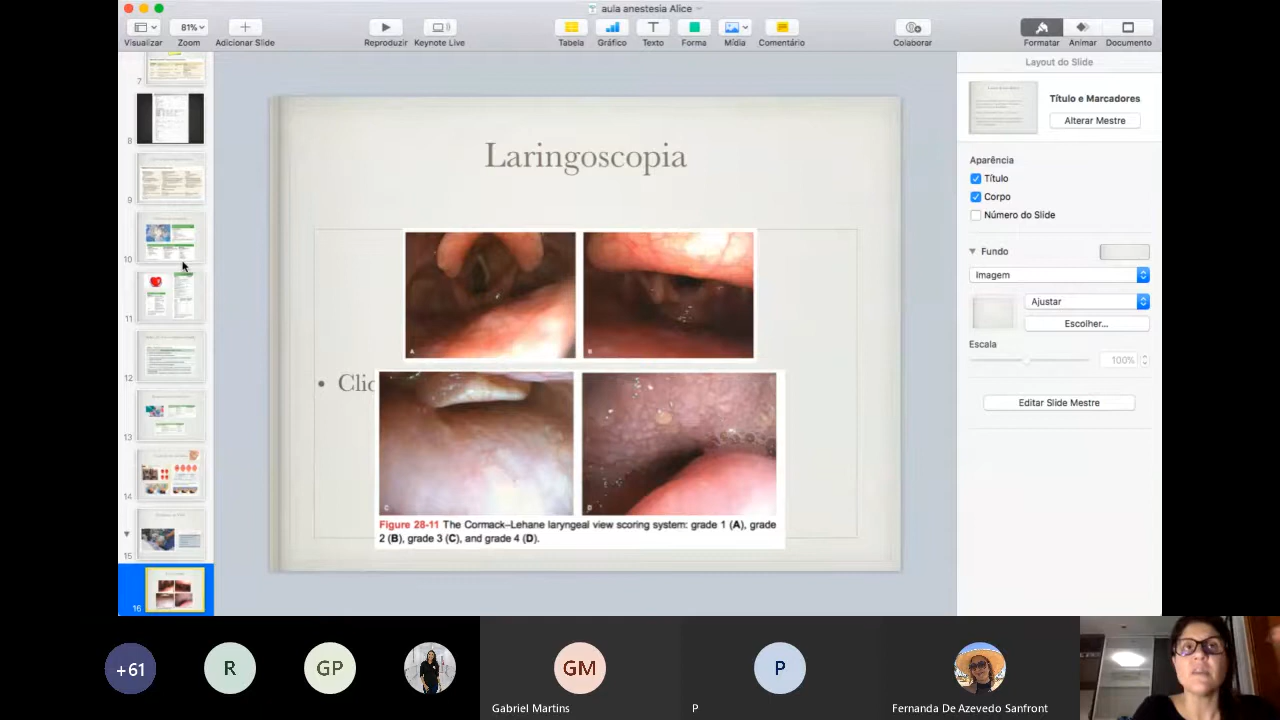 aula anestesia Alice
81%
Visualizar
Zoom
Adicionar Slide
Reproduzir
Keynote Live
Tabela
Gráfico
Texto
Forma
Mídia
Comentário
Colaborar
Formatar
Animar
Documento
7
8
9
10
11
12
13
14
15
16
Laringoscopia
A
• Clic
C
D
Figure 28-11 The Cormack–Lehane laryngeal view scoring system: grade 1 (A), grade
2 (B), grade 3 (C), and grade 4 (D).
Layout do Slide
Título e Marcadores
Alterar Mestre
Aparência
Título
Corpo
Número do Slide
Fundo
Imagem
Ajustar
Escolher...
Escala
100%
Editar Slide Mestre
+61
R
GP
GM
P
Gabriel Martins
P
Fernanda De Azevedo Sanfront